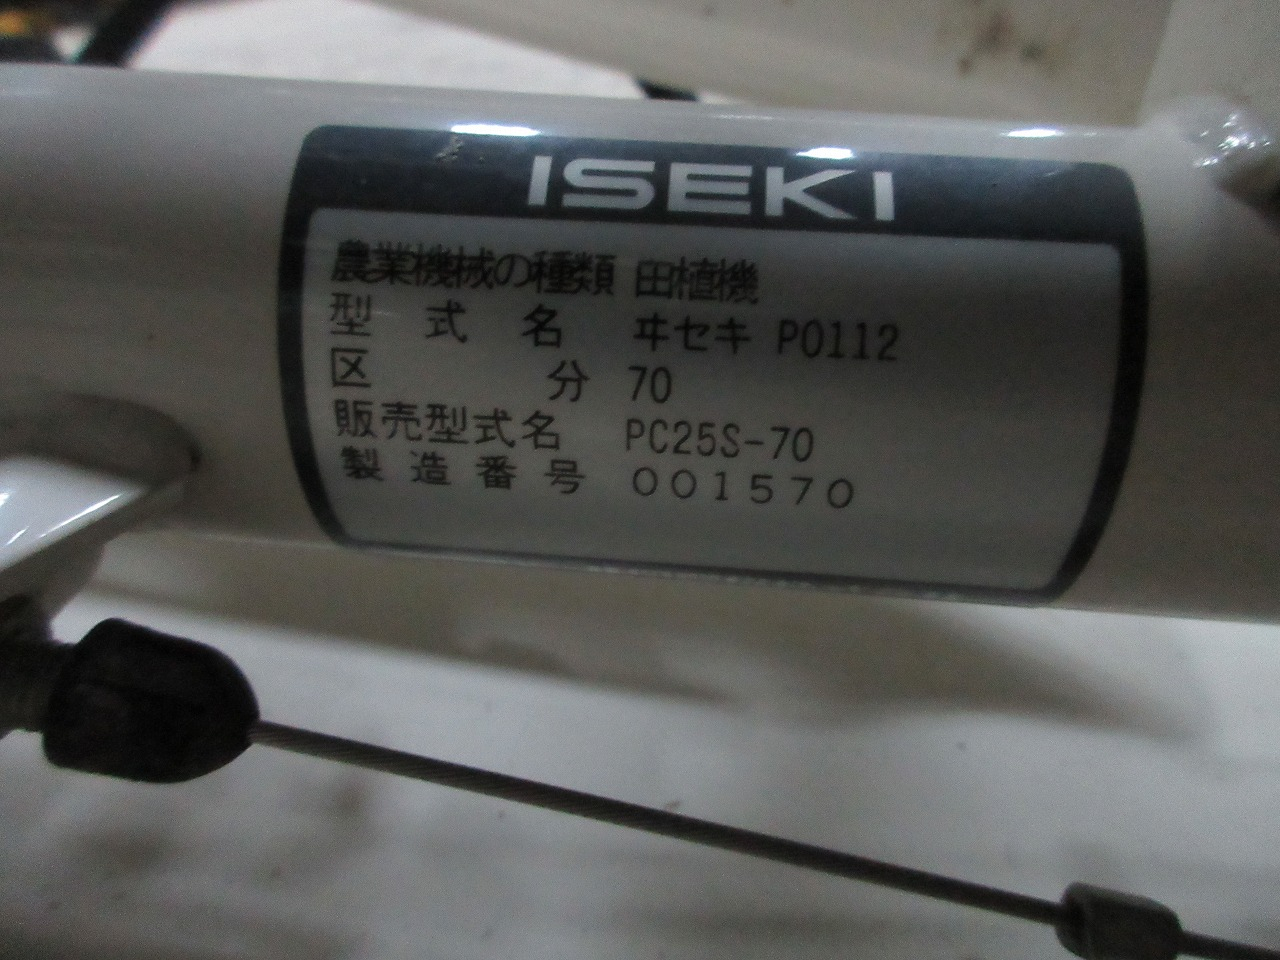 ISEKI
農業機械の種類 田植機
型式名 ヰセキ P0112
区分 70
販売型式名 PC25S-70
製造番号 001570